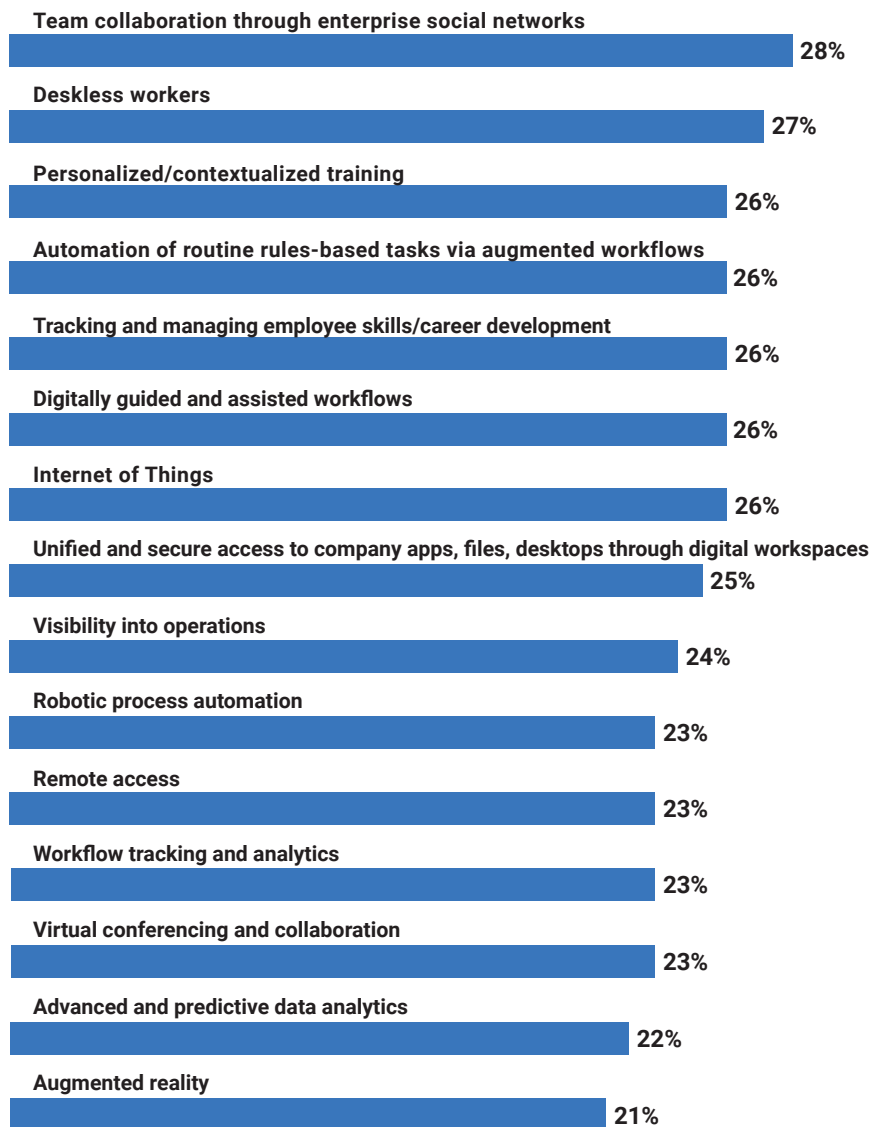 Team collaboration through enterprise social networks
28%
Deskless workers
27%
Personalized/contextualized training
26%
Automation of routine rules-based tasks via augmented workflows
26%
Tracking and managing employee skills/career development
26%
Digitally guided and assisted workflows
26%
Internet of Things
26%
Unified and secure access to company apps, files, desktops through digital workspaces
25%
Visibility into operations
24%
Robotic process automation
23%
Remote access
23%
Workflow tracking and analytics
23%
Virtual conferencing and collaboration
23%
Advanced and predictive data analytics
22%
Augmented reality
21%